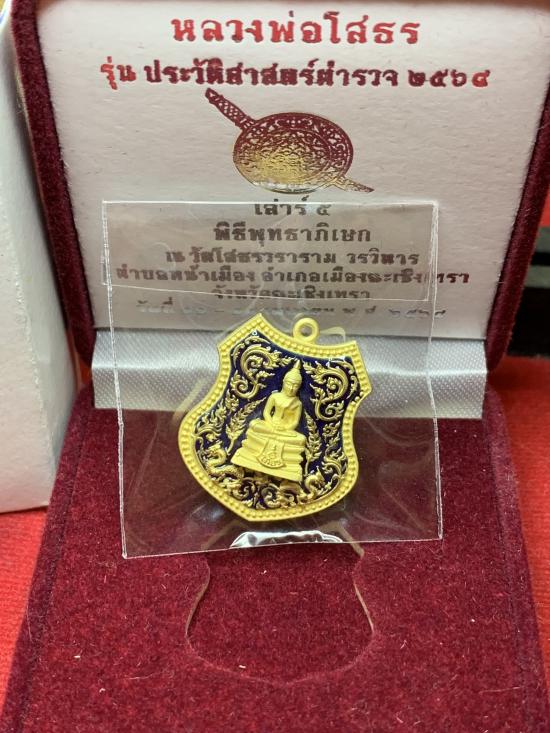 หลวงพ่อโสธร
รุ่น ประวัติศาสตร์ตำรวจ ๒๕๖๔
เสาร์ ๕
พิธีพุทธาภิเษก
ณ วัดโสธรวราราม วรวิหาร
ตำบลหน้าเมือง อำเภอเมืองฉะเชิงเทรา
จังหวัดฉะเชิงเทรา
วันที่